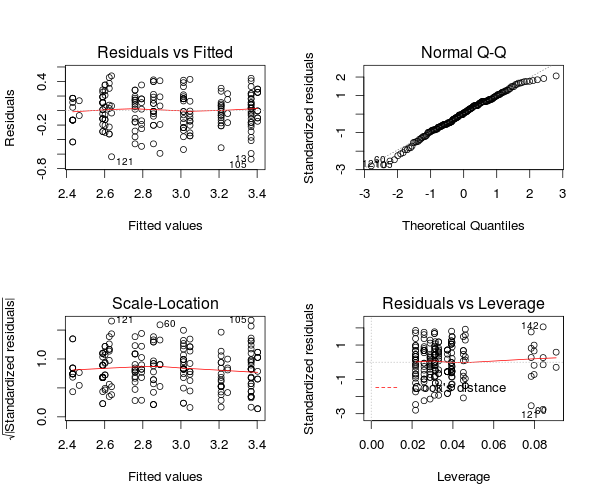 Residuals vs Fitted
Residuals
0.4
-0.2
-0.8
121
13
105
2.4 2.6 2.8 3.0 3.2 3.4
Fitted values
Normal Q-Q
Standardized residuals
2
-1
-3
60
105
-3 -2 -1 0 1 2 3
Theoretical Quantiles
Scale-Location
√|Standardized residuals|
1.0
0.0
121
60
105
2.4 2.6 2.8 3.0 3.2 3.4
Fitted values
Residuals vs Leverage
Standardized residuals
1
-1
-3
142
Cook's distance
121
60
0.00 0.02 0.04 0.06 0.08
Leverage